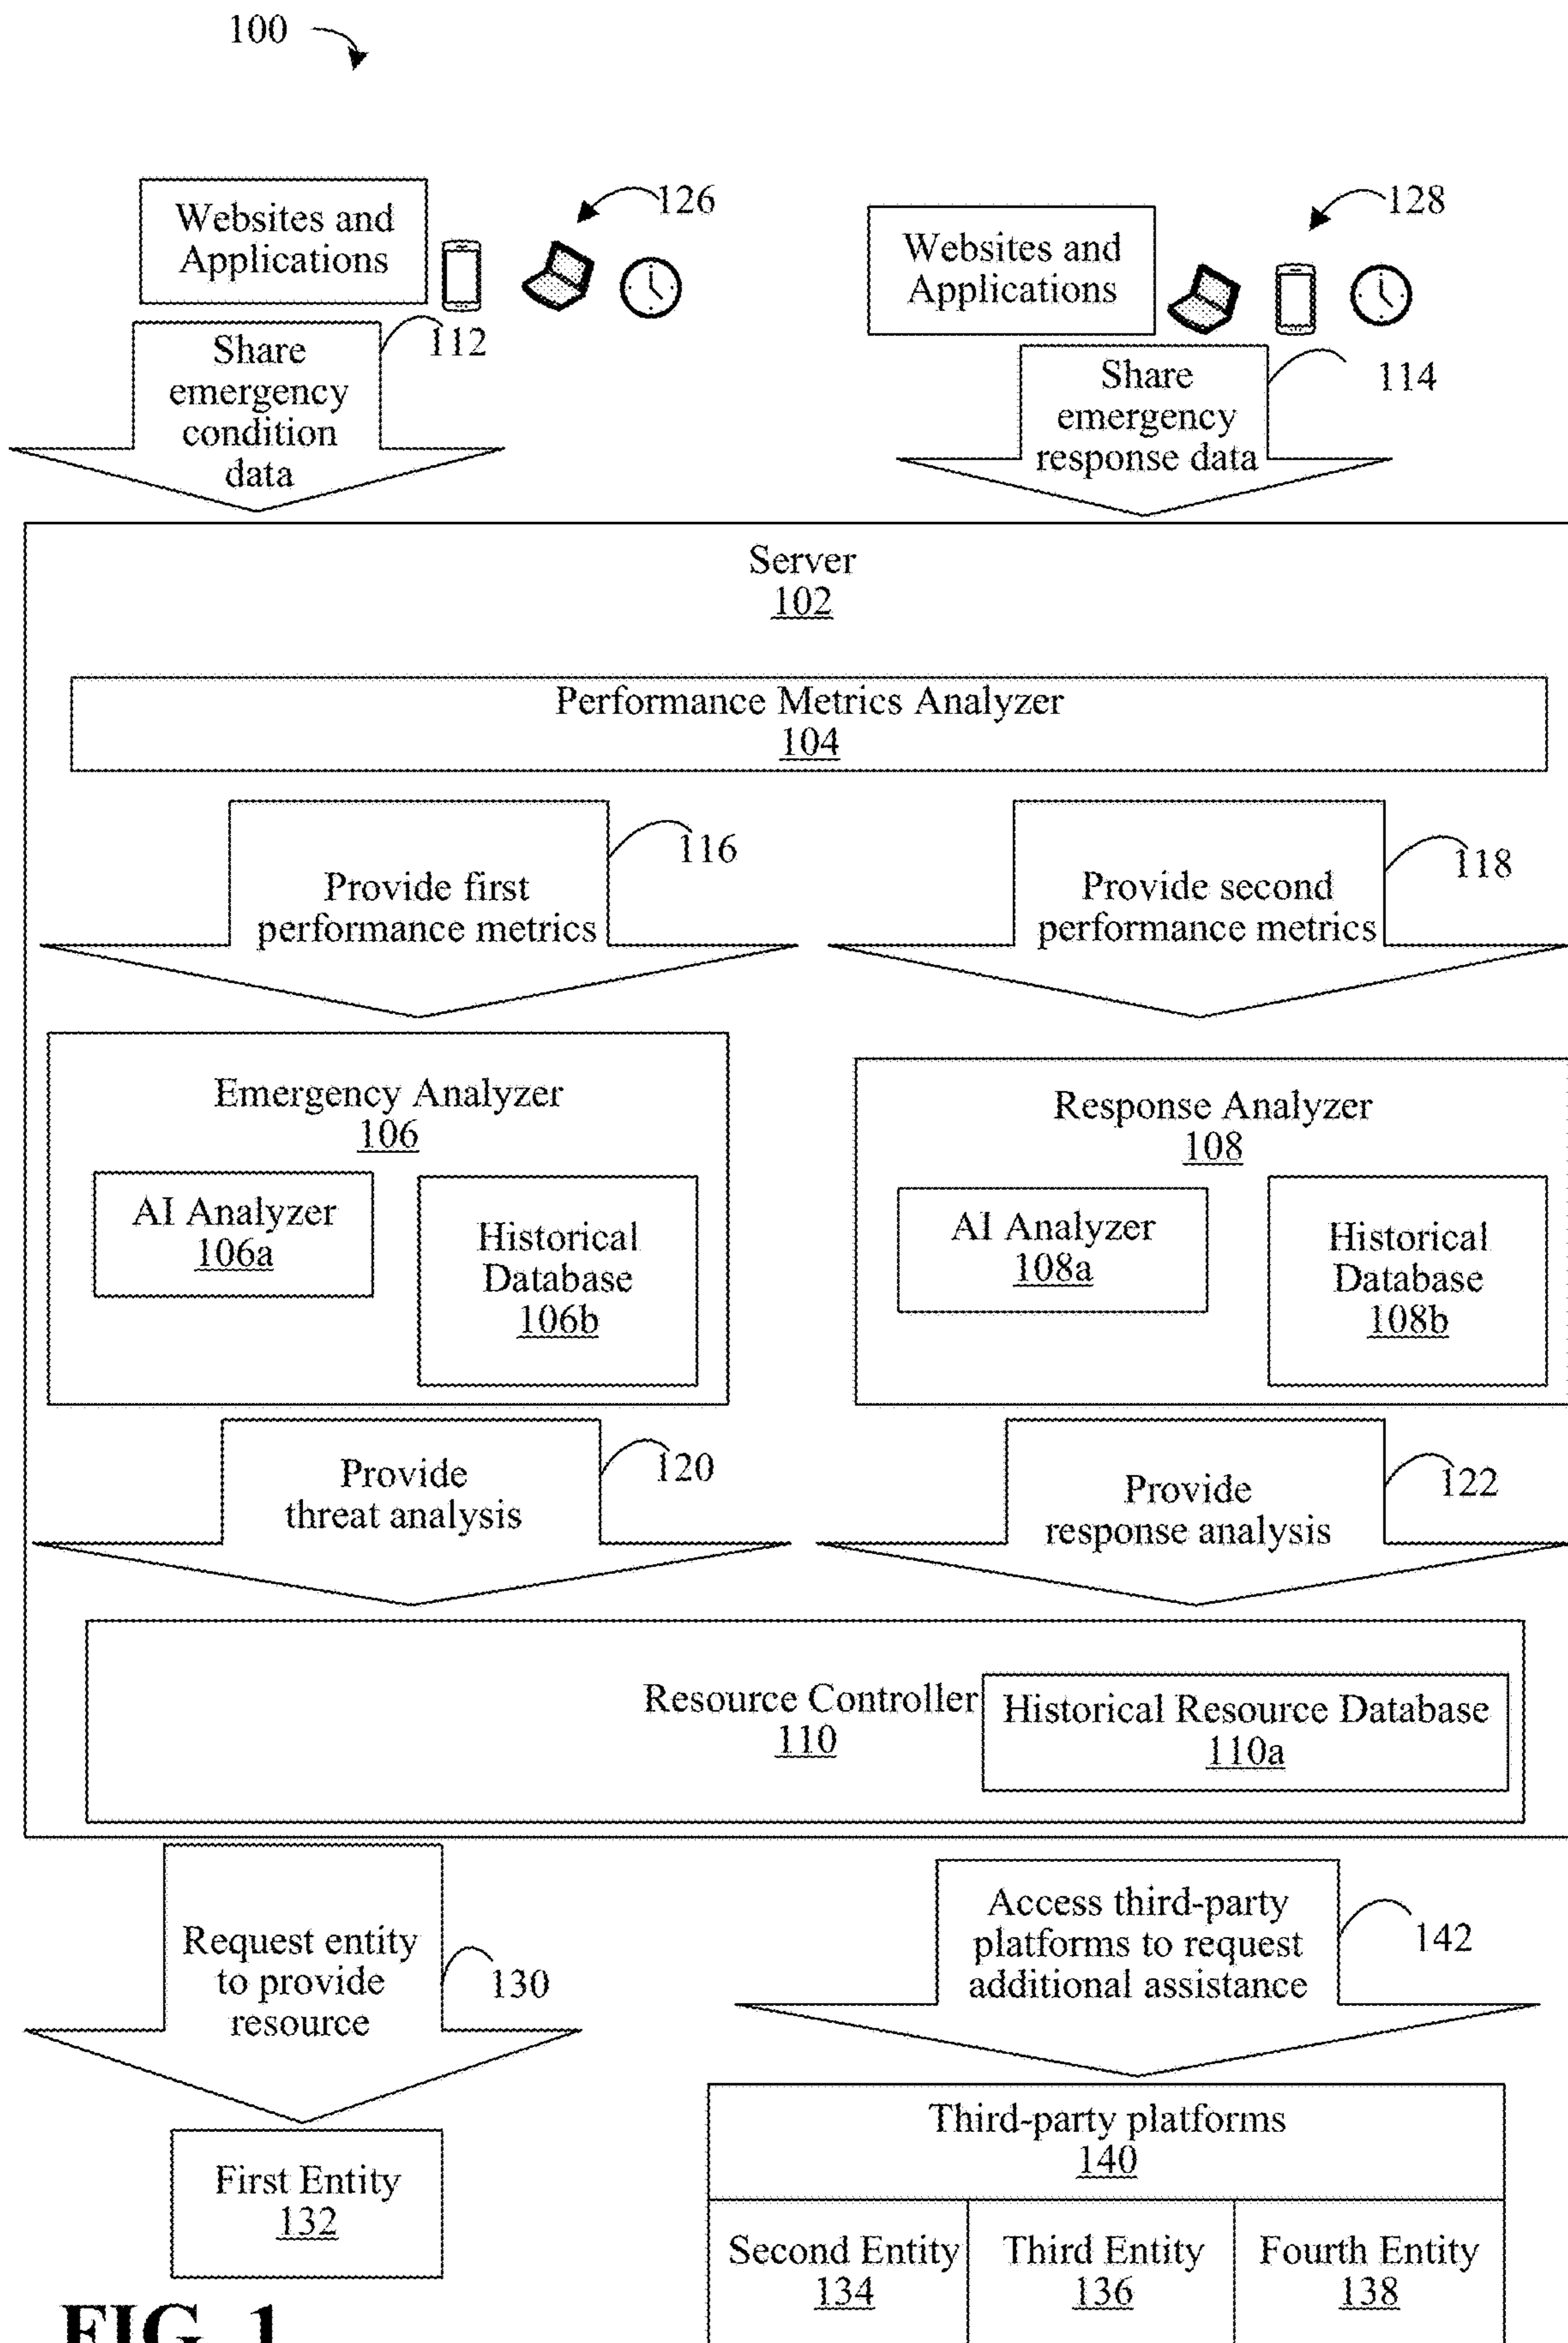 100
Websites and
Applications
126
112
Share
emergency
condition
data
Websites and
Applications
128
114
Share
emergency
response data
Server
102
Performance Metrics Analyzer
104
Provide first
performance metrics
116
Provide second
performance metrics
118
Emergency Analyzer
106
AI Analyzer
106a
Historical
Database
106b
Response Analyzer
108
AI Analyzer
108a
Historical
Database
108b
Provide
threat analysis
120
Provide
response analysis
122
Resource Controller
110
Historical Resource Database
110a
Request entity
to provide
resource
130
Access third-party
platforms to request
additional assistance
142
First Entity
132
Third-party platforms
140
Second Entity
134
Third Entity
136
Fourth Entity
138
FIG. 1